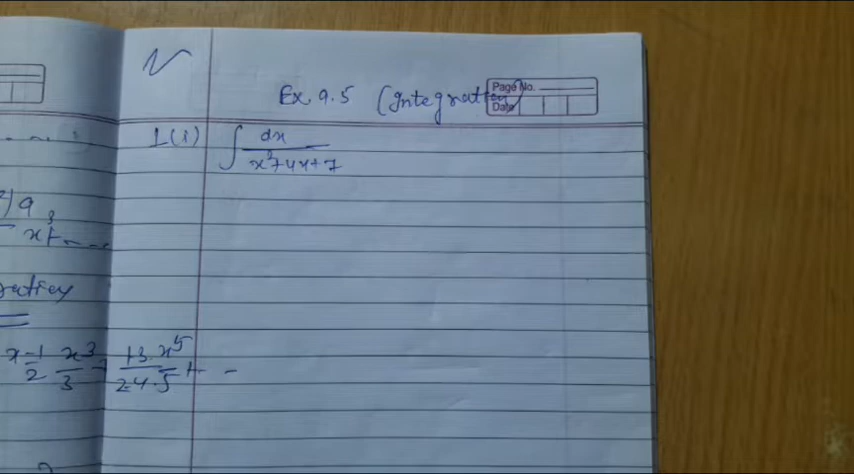 Page No.
Date
Ex. 9.5 (Integration)
1(i) ∫ dx / x²+4x+7
x - 1/2 x³/3 + 1.3.x⁵/2.4.5 + - -